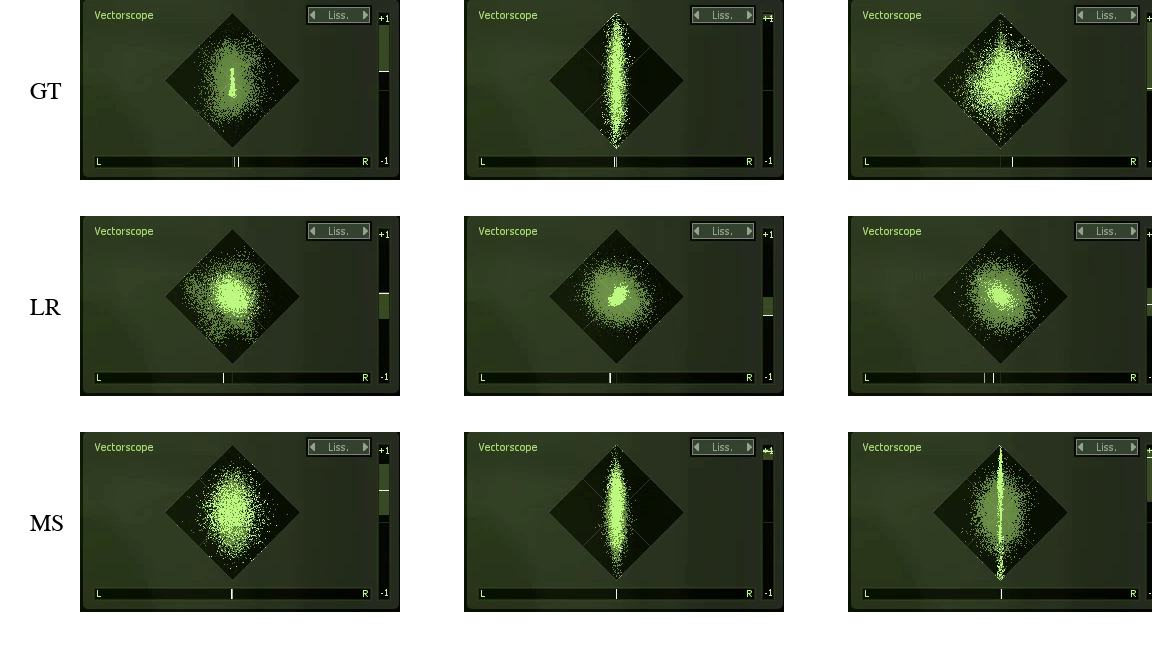 Vectorscope Liss. +1 Vectorscope Liss. +1 Vectorscope Liss. +
GT
L R -1 L R -1 L R -
Vectorscope Liss. +1 Vectorscope Liss. +1 Vectorscope Liss. +
LR
L R -1 L R -1 L R -
Vectorscope Liss. +1 Vectorscope Liss. +1 Vectorscope Liss. +
MS
L R -1 L R -1 L R -